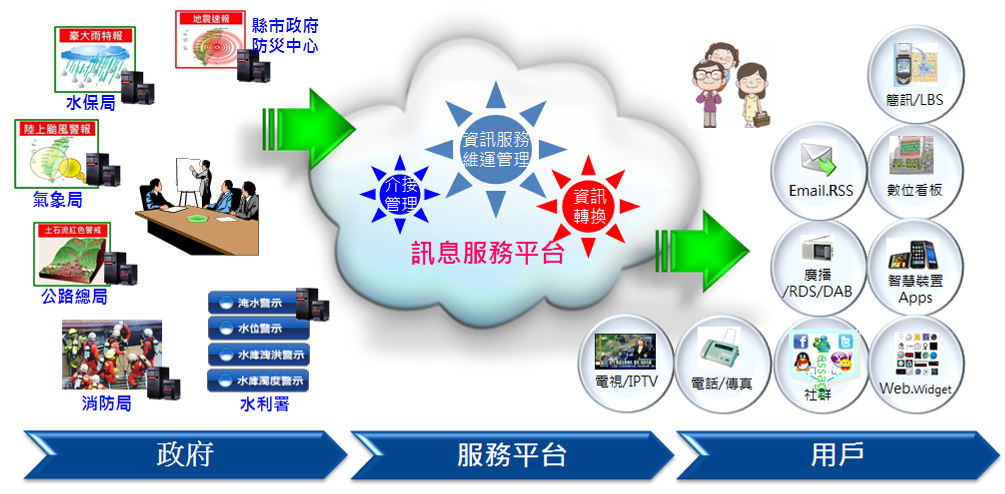 豪大雨特報
水保局
地震速報
縣市政府
防災中心
陸上颱風警報
氣象局
土石流紅色警戒
公路總局
消防局
淹水警示
水位警示
水庫洩洪警示
水庫濁度警示
水利署
資訊服務
維運管理
介接
管理
資訊
轉換
訊息服務平台
簡訊/LBS
Email.RSS
數位看板
廣播
/RDS/DAB
智慧裝置
Apps
電視/IPTV
電話/傳真
社群
Web.Widget
政府
服務平台
用戶